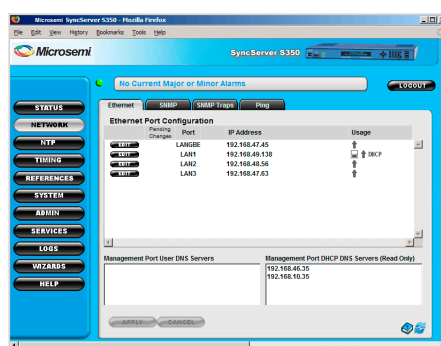 Microsemi SyncServer S350 - Mozilla Firefox
File Edit View History Bookmarks Tools Help
Microsemi
SyncServer S350
No Current Major or Minor Alarms
LOGOUT
STATUS
NETWORK
NTP
TIMING
REFERENCES
SYSTEM
ADMIN
SERVICES
LOGS
WIZARDS
HELP
Ethernet SNMP SNMP Traps Ping
Ethernet Port Configuration
Pending Changes Port IP Address Usage
EDIT LANGBE 192.168.47.45
EDIT LAN1 192.168.49.138 DHCP
EDIT LAN2 192.168.48.56
EDIT LAN3 192.168.47.63
Management Port User DNS Servers
Management Port DHCP DNS Servers (Read Only)
192.168.46.35
192.168.10.35
APPLY CANCEL